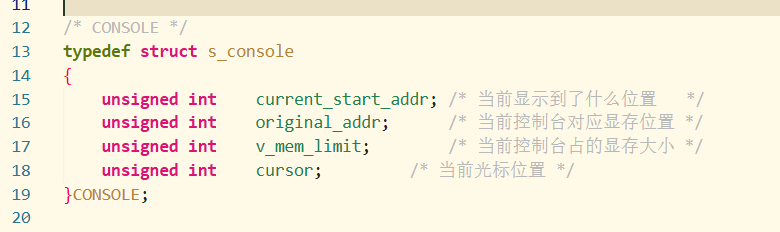 11
12 /* CONSOLE */
13 typedef struct s_console
14 {
15     unsigned int    current_start_addr; /* 当前显示到了什么位置   */
16     unsigned int    original_addr;      /* 当前控制台对应显存位置 */
17     unsigned int    v_mem_limit;        /* 当前控制台占的显存大小 */
18     unsigned int    cursor;         /* 当前光标位置 */
19 }CONSOLE;
20